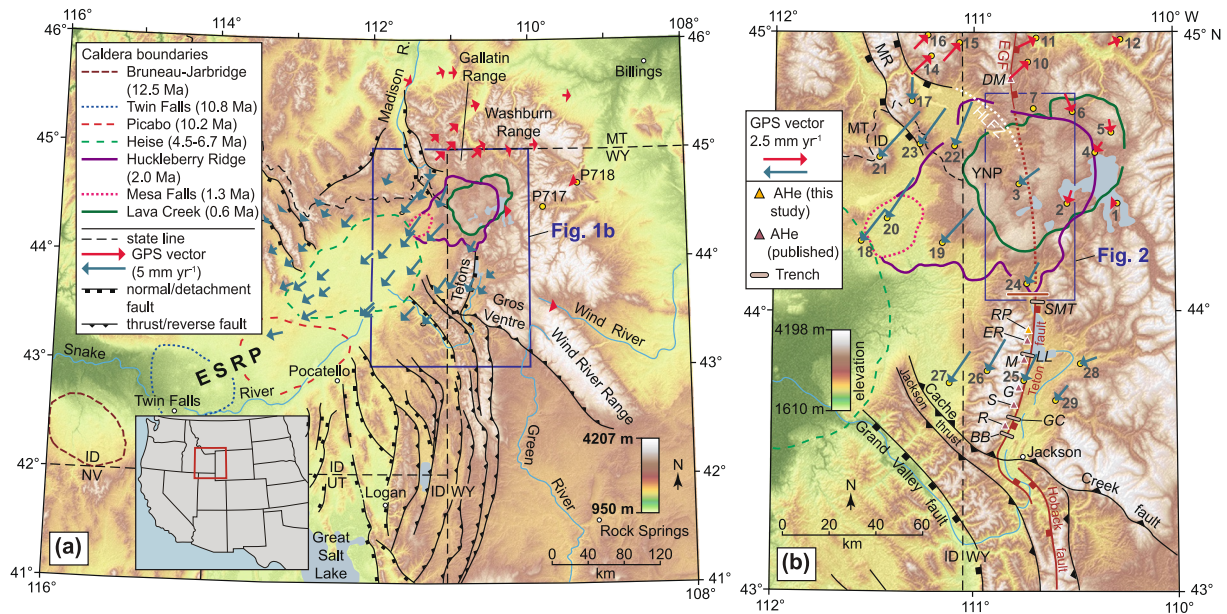 116°
114°
112°
110°
108°
46°
46°
Caldera boundaries
Bruneau-Jarbridge
(12.5 Ma)
Twin Falls (10.8 Ma)
Picabo (10.2 Ma)
Heise (4.5-6.7 Ma)
Huckleberry Ridge
(2.0 Ma)
Mesa Falls (1.3 Ma)
Lava Creek (0.6 Ma)
state line
GPS vector
(5 mm yr⁻¹)
normal/detachment
fault
thrust/reverse fault
Madison
R.
Gallatin
Range
Washburn
Range
Billings
45°
45°
MT
WY
P718
P717
44°
44°
Fig. 1b
Tetons
Gros
Ventre
Wind River
Wind River Range
43°
43°
Snake
River
ESRP
Pocatello
Twin Falls
ID
NV
42°
42°
ID
UT
Logan
ID
WY
Green
River
4207 m
950 m
N
Rock Springs
0 40 80 120
km
Great
Salt
Lake
(a)
41°
41°
116°
108°
112°
111°
110° W
45°
45° N
GPS vector
2.5 mm yr⁻¹
AHe (this
study)
AHe
(published)
Trench
MR
EGF
DM
MT
ID
YNP
16
15
14
11
12
10
17
7
6
5
4
23
22
21
3
2
1
20
18
19
24
Fig. 2
44°
44°
4198 m
1610 m
elevation
SMT
RP
ER
LL
M
Teton fault
27
26
25
28
29
G
S
R
GC
BB
Jackson
thrust
Cache
Creek
fault
Jackson
Grand Valley
fault
Hoback
fault
N
0 20 40 60
km
ID
WY
(b)
43°
43°
112°
111°
110°